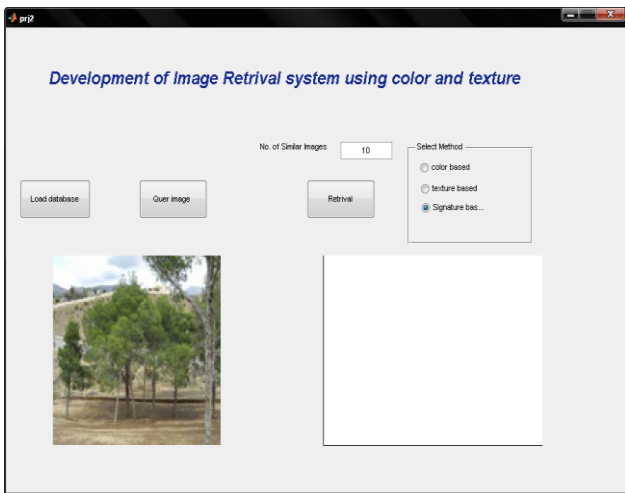 prj2
Development of Image Retrival system using color and texture
No. of Similar Images
10
Select Method
color based
texture based
Signature bas...
Load database
Quer image
Retrival